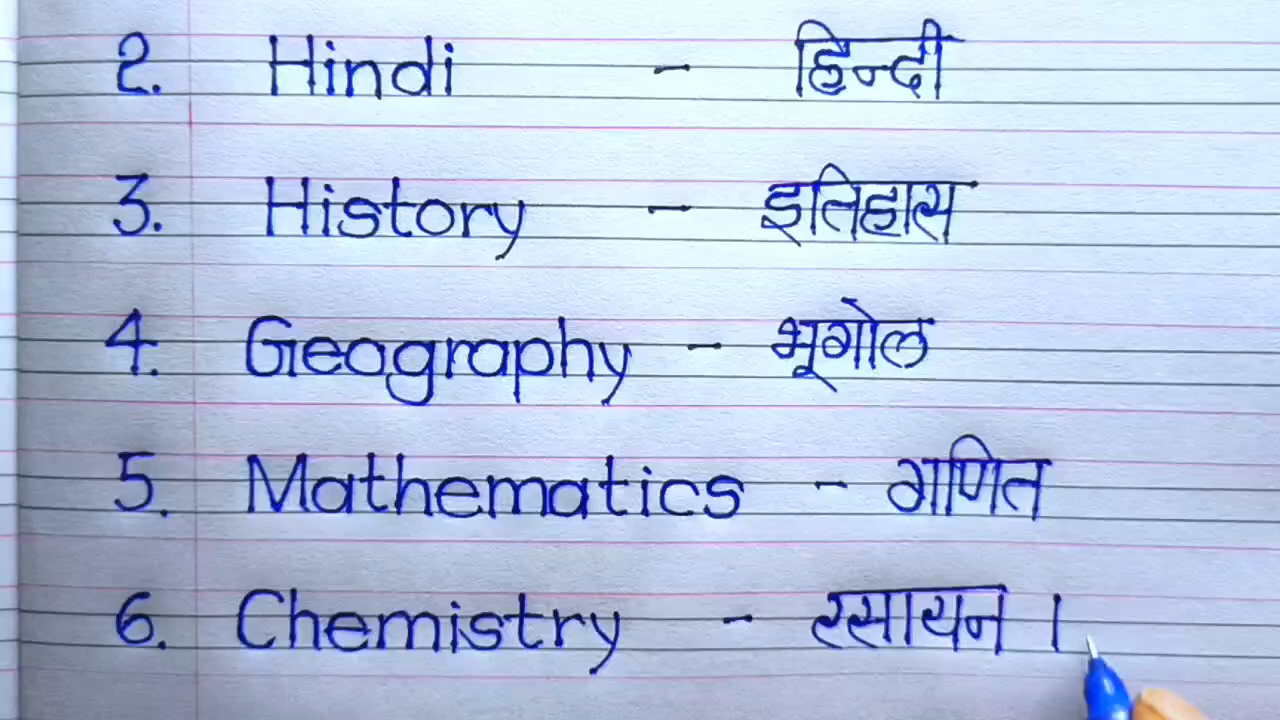 2. Hindi - हिन्दी
3. History - इतिहास
4. Geography - भूगोल
5. Mathematics - गणित
6. Chemistry - रसायन ।